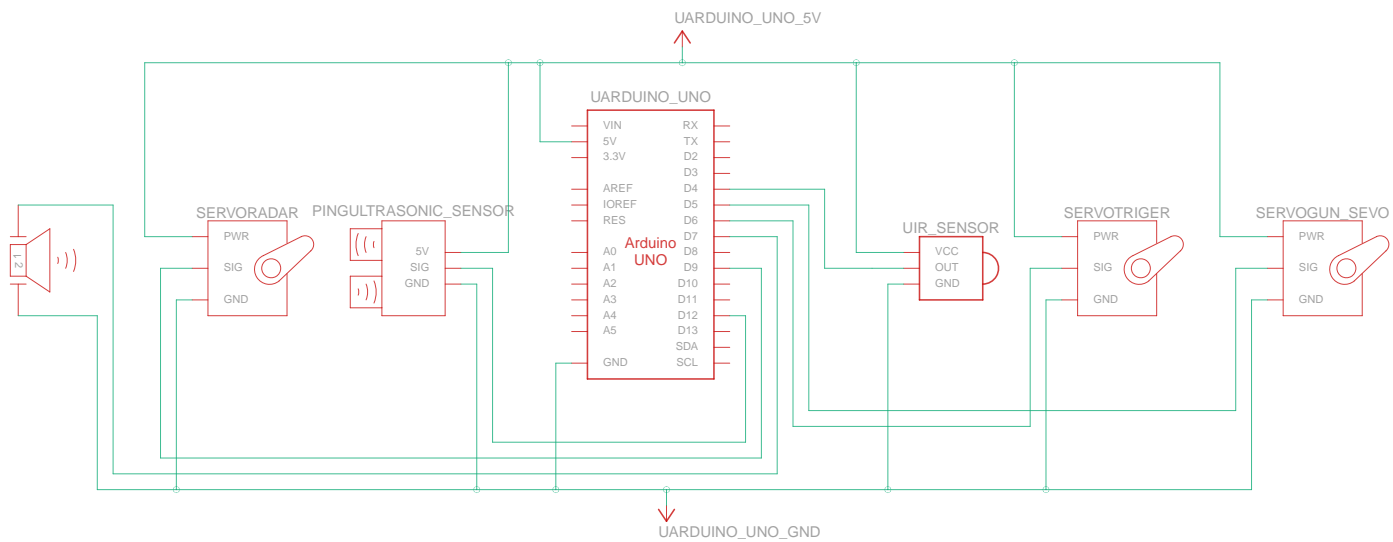 UARDUINO_UNO_5V
UARDUINO_UNO
VIN
5V
3.3V
AREF
IOREF
RES
A0
A1
A2
A3
A4
A5
GND
Arduino
UNO
RX
TX
D2
D3
D4
D5
D6
D7
D8
D9
D10
D11
D12
D13
SDA
SCL
1
2
SERVORADAR
PWR
SIG
GND
PINGULTRASONIC_SENSOR
5V
SIG
GND
UIR_SENSOR
VCC
OUT
GND
SERVOTRIGER
PWR
SIG
GND
SERVOGUN_SEVO
PWR
SIG
GND
UARDUINO_UNO_GND